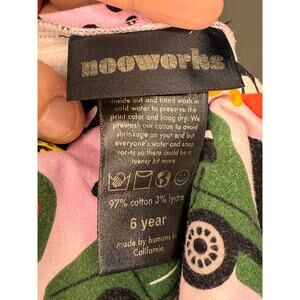 nooworks
inside out and hand wash in
cold water to preserve the
print color and hang dry. We
prewash our cotton to avoid
shrinkage on your end but
everyone's water and soap
varies so there could be a
teensy bit more.
97% cotton 3% lycra
6 year
made by humans in
California